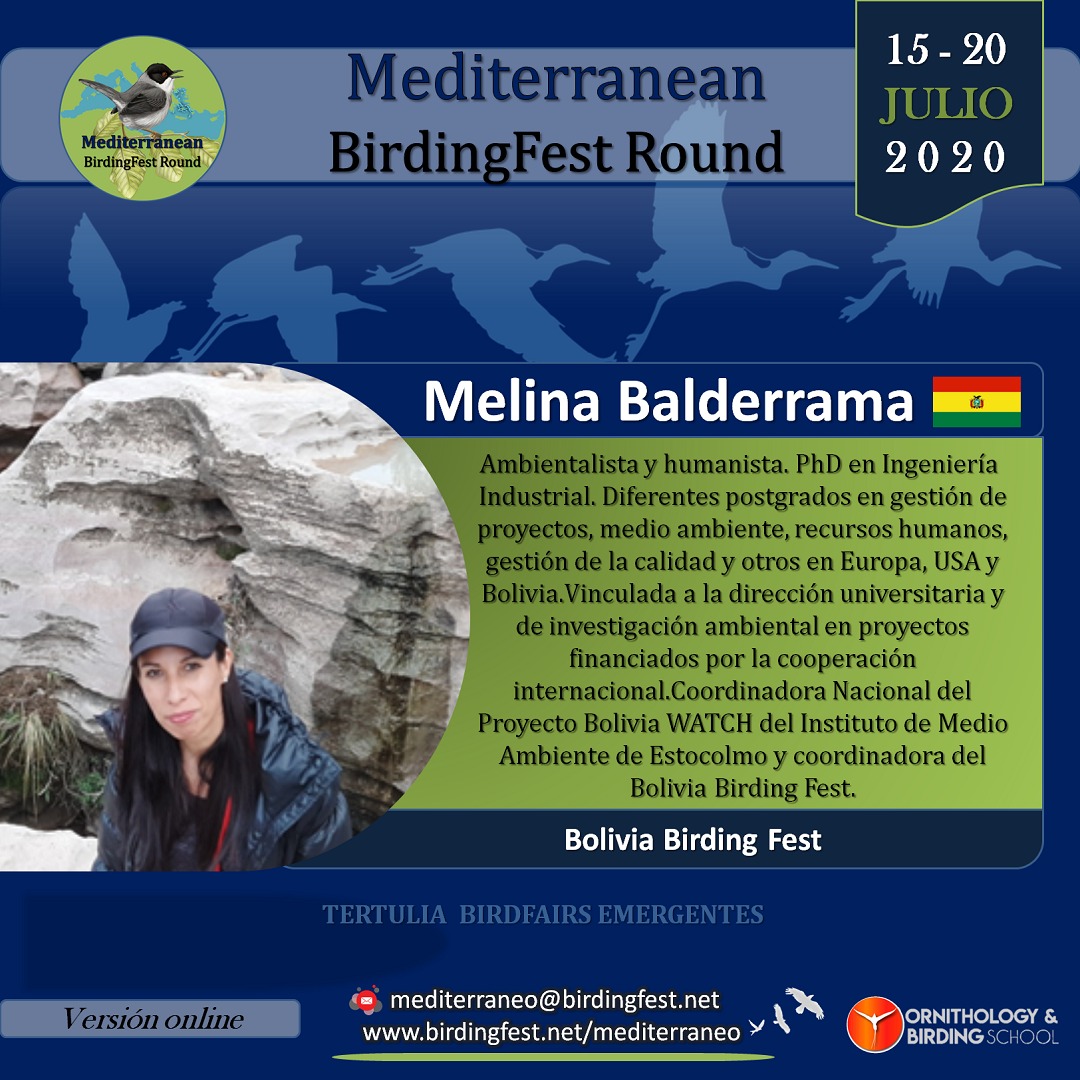 Mediterranean
BirdingFest Round
Mediterranean
BirdingFest Round
15 - 20
JULIO
2020
Melina Balderrama
Ambientalista y humanista. PhD en Ingeniería
Industrial. Diferentes postgrados en gestión de
proyectos, medio ambiente, recursos humanos,
gestión de la calidad y otros en Europa, USA y
Bolivia.Vinculada a la dirección universitaria y
de investigación ambiental en proyectos
financiados por la cooperación
internacional.Coordinadora Nacional del
Proyecto Bolivia WATCH del Instituto de Medio
Ambiente de Estocolmo y coordinadora del
Bolivia Birding Fest.
Bolivia Birding Fest
TERTULIA BIRDFAIRS EMERGENTES
Versión online
mediterraneo@birdingfest.net
www.birdingfest.net/mediterraneo
ORNITHOLOGY &
BIRDING SCHOOL